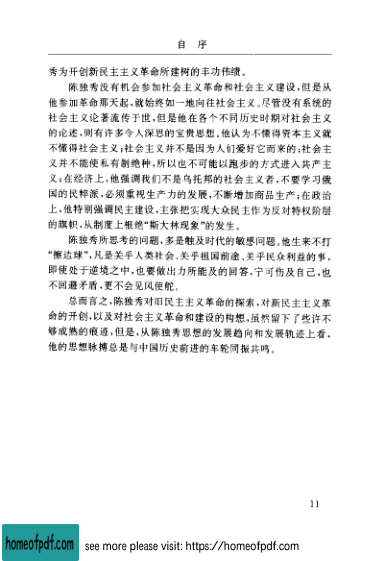 自 序
秀为开创新民主主义革命所建树的丰功伟绩。
陈独秀没有机会参加社会主义革命和社会主义建设,但是从
他参加革命那天起,就始终如一地向往社会主义。尽管没有系统的
社会主义论著流传于世,但是他在各个不同历史时期对社会主义
的论述,则有许多令人深思的宝贵思想,他认为不懂得资本主义就
不懂得社会主义;社会主义并不是因为人们爱好它而来的;社会主
义并不能使私有制绝种,所以也不可能以跑步的方式进入共产主
义;在经济上,他强调我们不是乌托邦的社会主义者,不要学习俄
国的民粹派,必须重视生产力的发展,不断增加商品生产;在政治
上,他特别强调民主建设,主张把实现大众民主作为反对特权阶层
的旗帜,从制度上根绝“斯大林现象”的发生。
陈独秀所思考的问题,多是触及时代的敏感问题。他生来不打
“擦边球”,凡是关乎人类社会、关乎祖国前途、关乎民众利益的事,
即使处于逆境之中,也要做出力所能及的回答,宁可伤及自己,也
不回避矛盾,更不会见风使舵。
总而言之,陈独秀对旧民主主义革命的探索,对新民主主义革
命的开创,以及对社会主义革命和建设的构想,虽然留下了些许不
够成熟的痕迹,但是,从陈独秀思想的发展趋向和发展轨迹上看,
他的思想脉搏总是与中国历史前进的车轮同振共鸣。
11
homeofpdf.com
see more please visit: https://homeofpdf.com